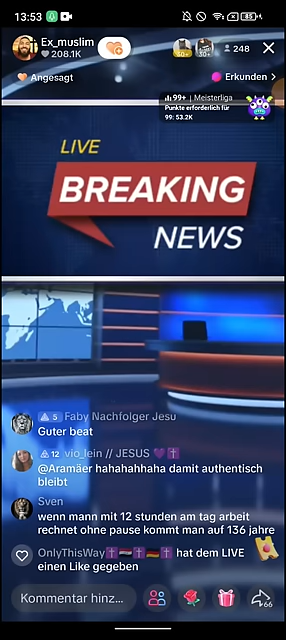 13:53
85
Ex_muslim
208.1K
60+
30+
248
Angesagt
Erkunden >
99+ | Meisterliga
Punkte erforderlich für
99: 53.2K
LIVE
BREAKING
NEWS
5 Faby Nachfolger Jesu
Guter beat
12 vio_lein // JESUS 💜✝️
@Aramäer hahahahhaha damit authentisch
bleibt
Sven
wenn mann mit 12 stunden am tag arbeit
rechnet ohne pause kommt man auf 136 jahre
OnlyThisWay✝️🇾🇪✝️🇩🇪✝️ hat dem LIVE
einen Like gegeben
Kommentar hinz...
66